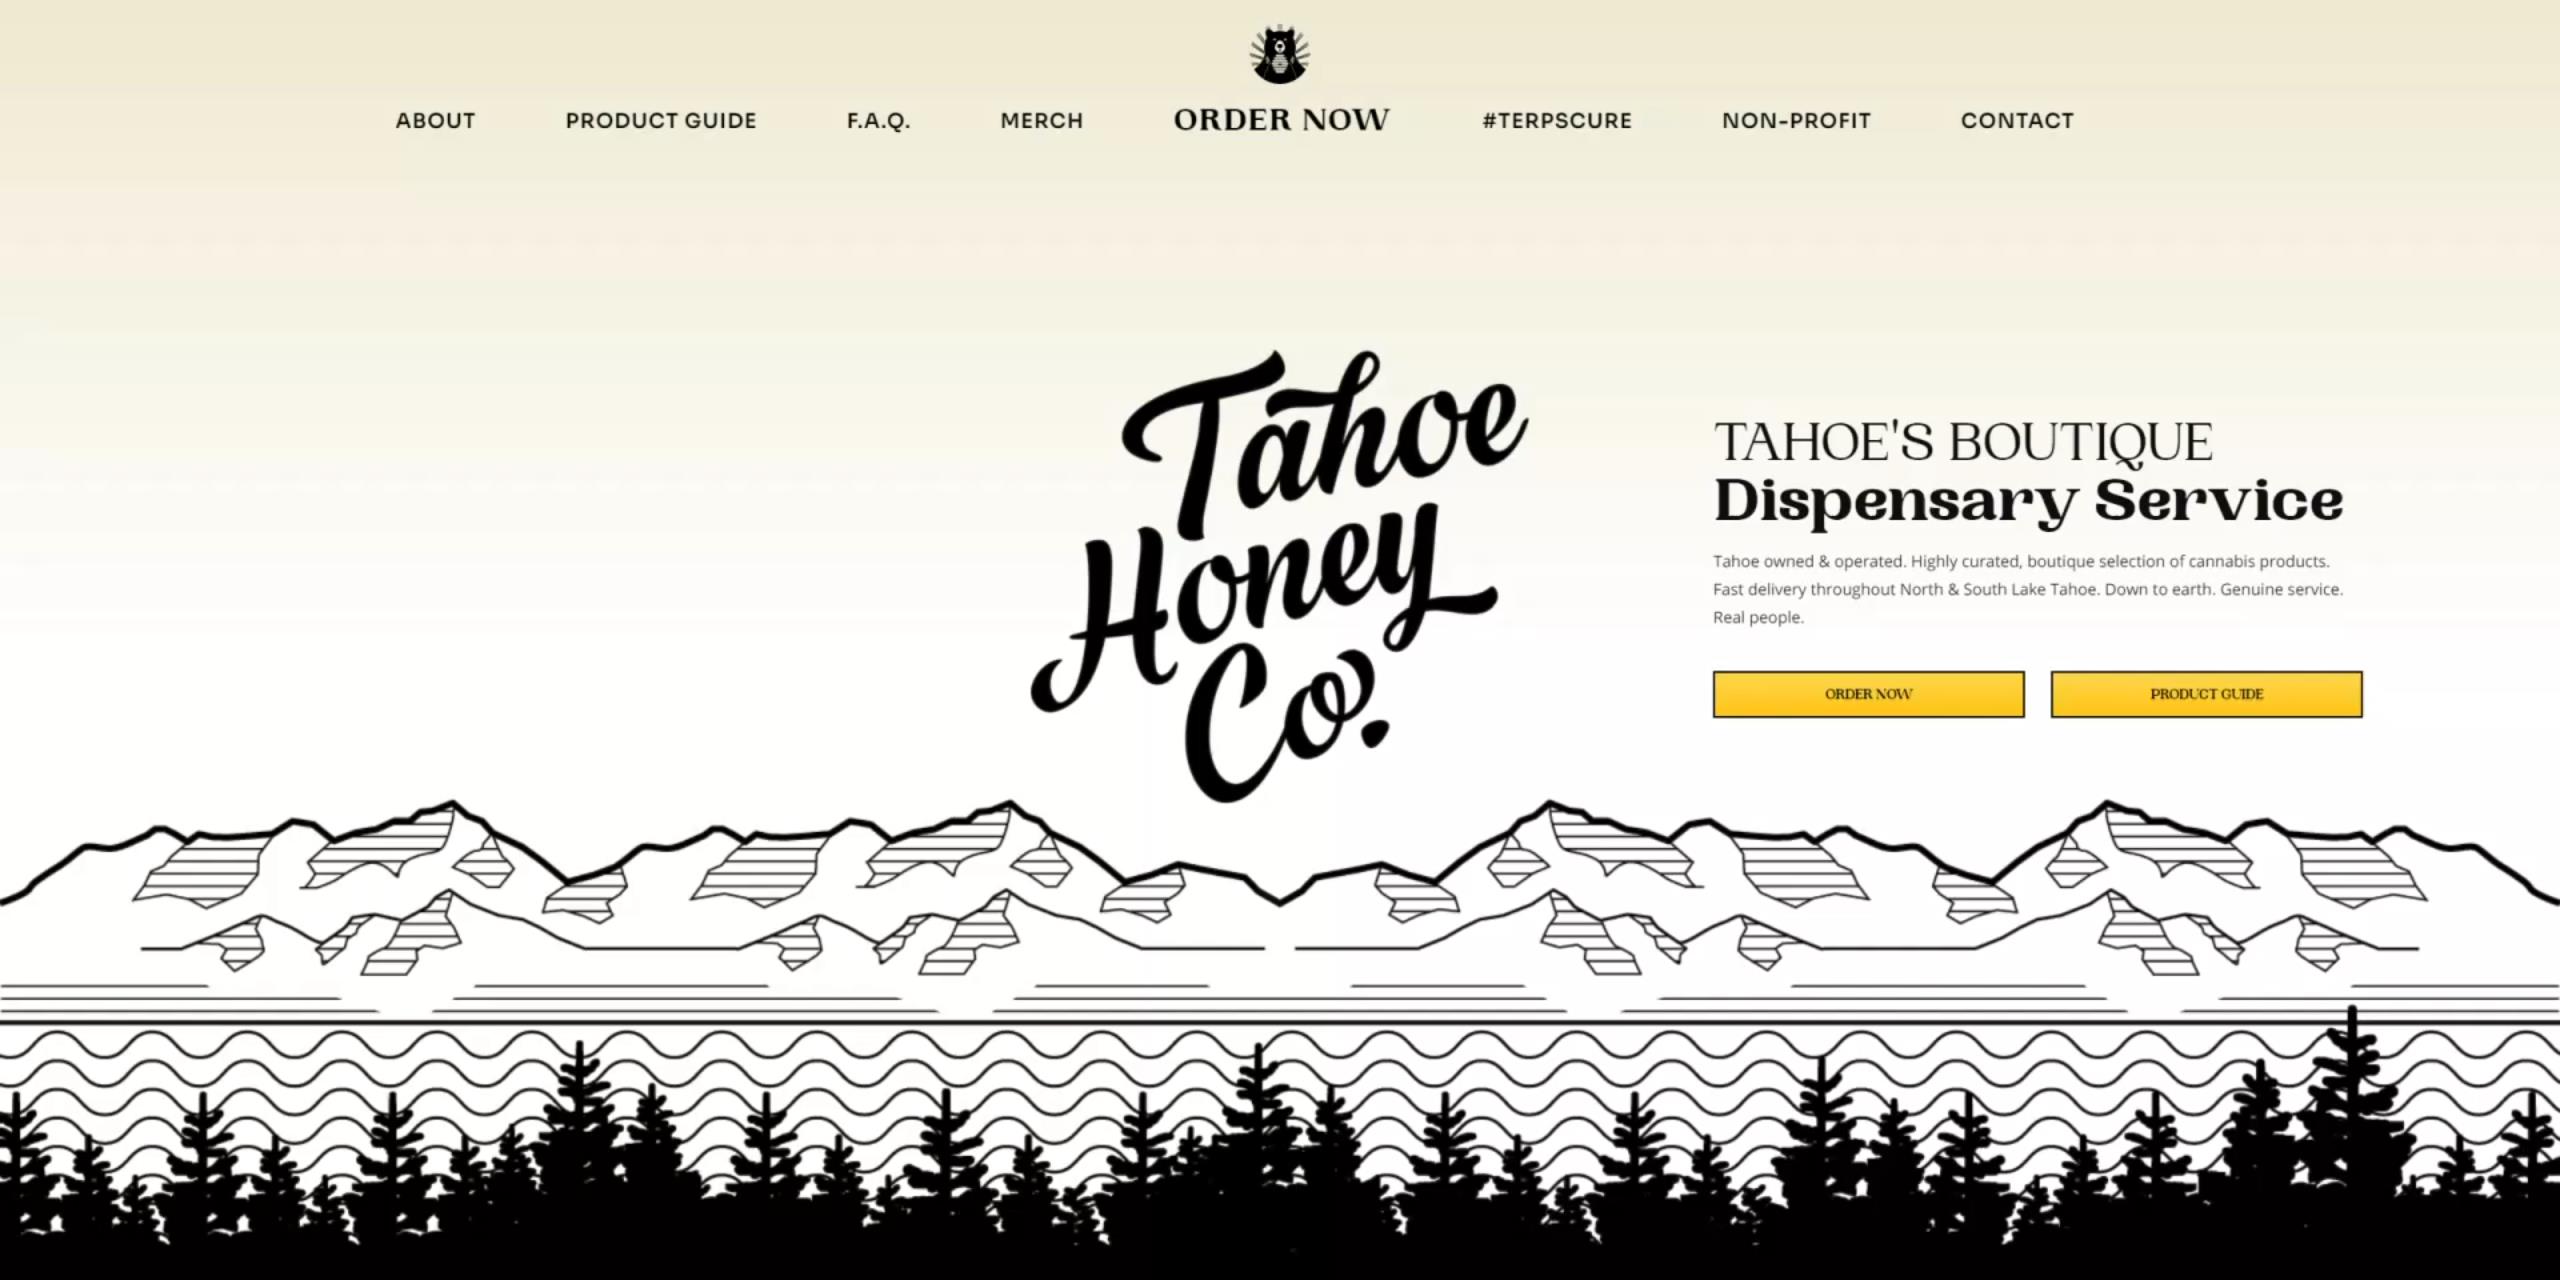 ABOUT
PRODUCT GUIDE
F.A.Q.
MERCH
ORDER NOW
#TERPSCURE
NON-PROFIT
CONTACT
Tahoe
Honey
Co.
TAHOE'S BOUTIQUE
Dispensary Service
Tahoe owned & operated. Highly curated, boutique selection of cannabis products.
Fast delivery throughout North & South Lake Tahoe. Down to earth. Genuine service.
Real people.
ORDER NOW
PRODUCT GUIDE